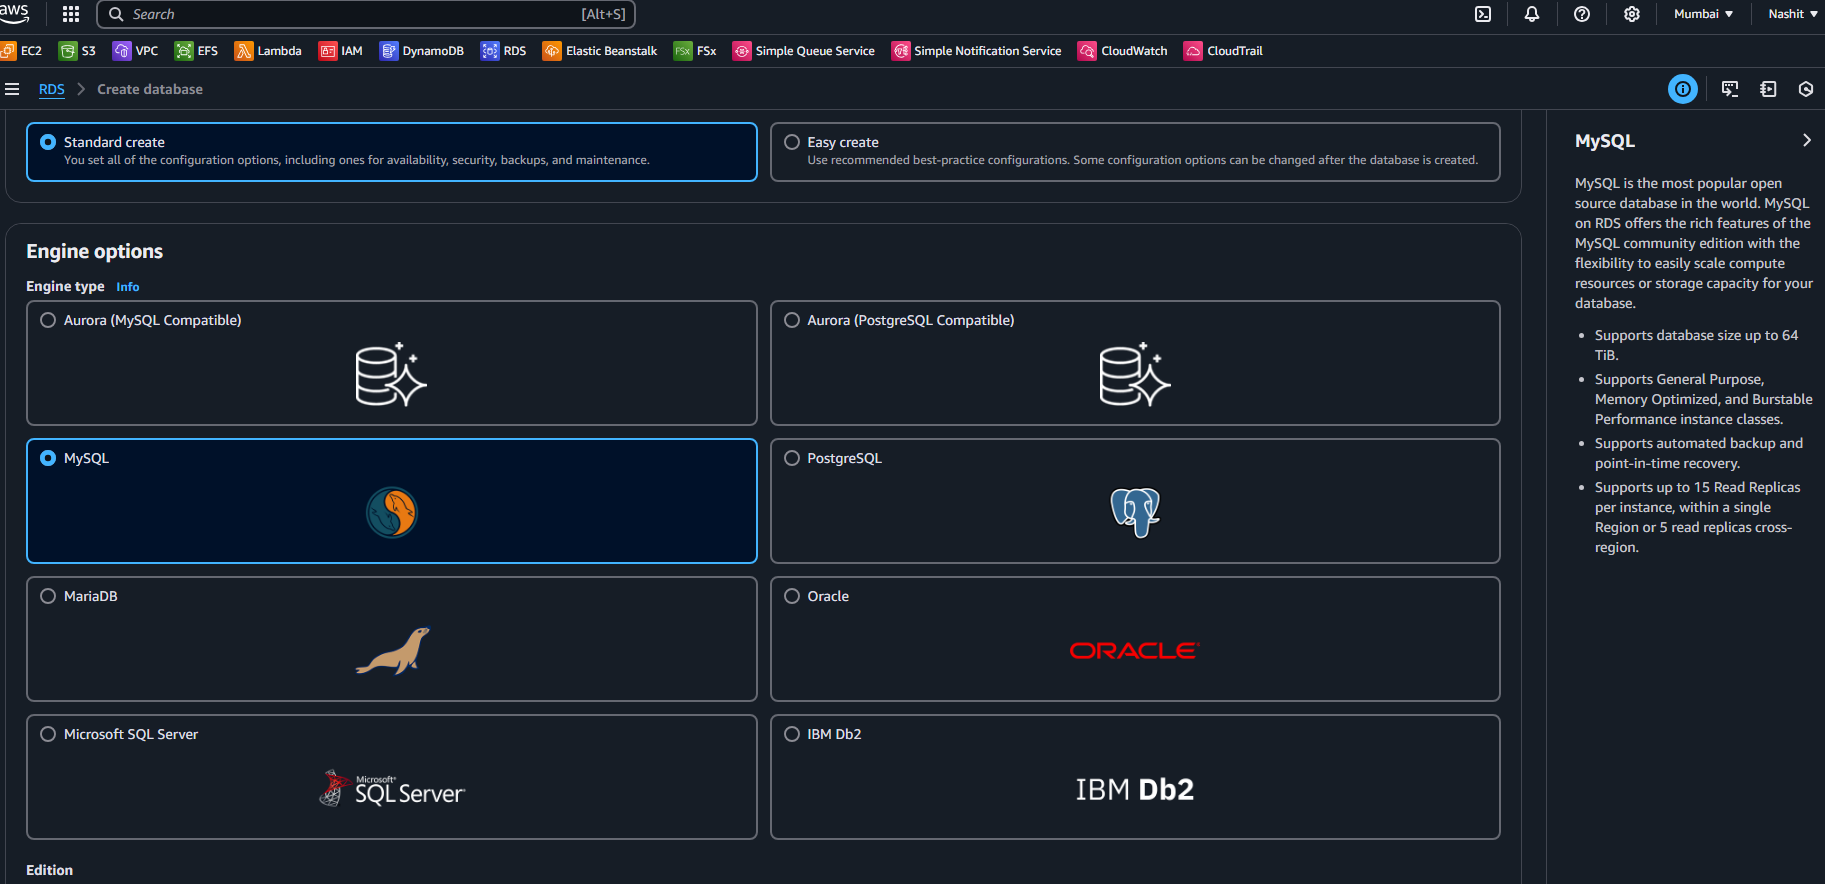 aws
Search [Alt+S] Mumbai Nashit
EC2 S3 VPC EFS Lambda IAM DynamoDB RDS Elastic Beanstalk FSx FSx Simple Queue Service Simple Notification Service CloudWatch CloudTrail
RDS Create database
Standard create
You set all of the configuration options, including ones for availability, security, backups, and maintenance.
Easy create
Use recommended best-practice configurations. Some configuration options can be changed after the database is created.
Engine options
Engine type Info
Aurora (MySQL Compatible)
Aurora (PostgreSQL Compatible)
MySQL
PostgreSQL
MariaDB
Oracle
ORACLE
Microsoft SQL Server
Microsoft®
SQL Server
IBM Db2
IBM Db2
Edition
MySQL
MySQL is the most popular open
source database in the world. MySQL
on RDS offers the rich features of the
MySQL community edition with the
flexibility to easily scale compute
resources or storage capacity for your
database.
• Supports database size up to 64
TiB.
• Supports General Purpose,
Memory Optimized, and Burstable
Performance instance classes.
• Supports automated backup and
point-in-time recovery.
• Supports up to 15 Read Replicas
per instance, within a single
Region or 5 read replicas cross-
region.